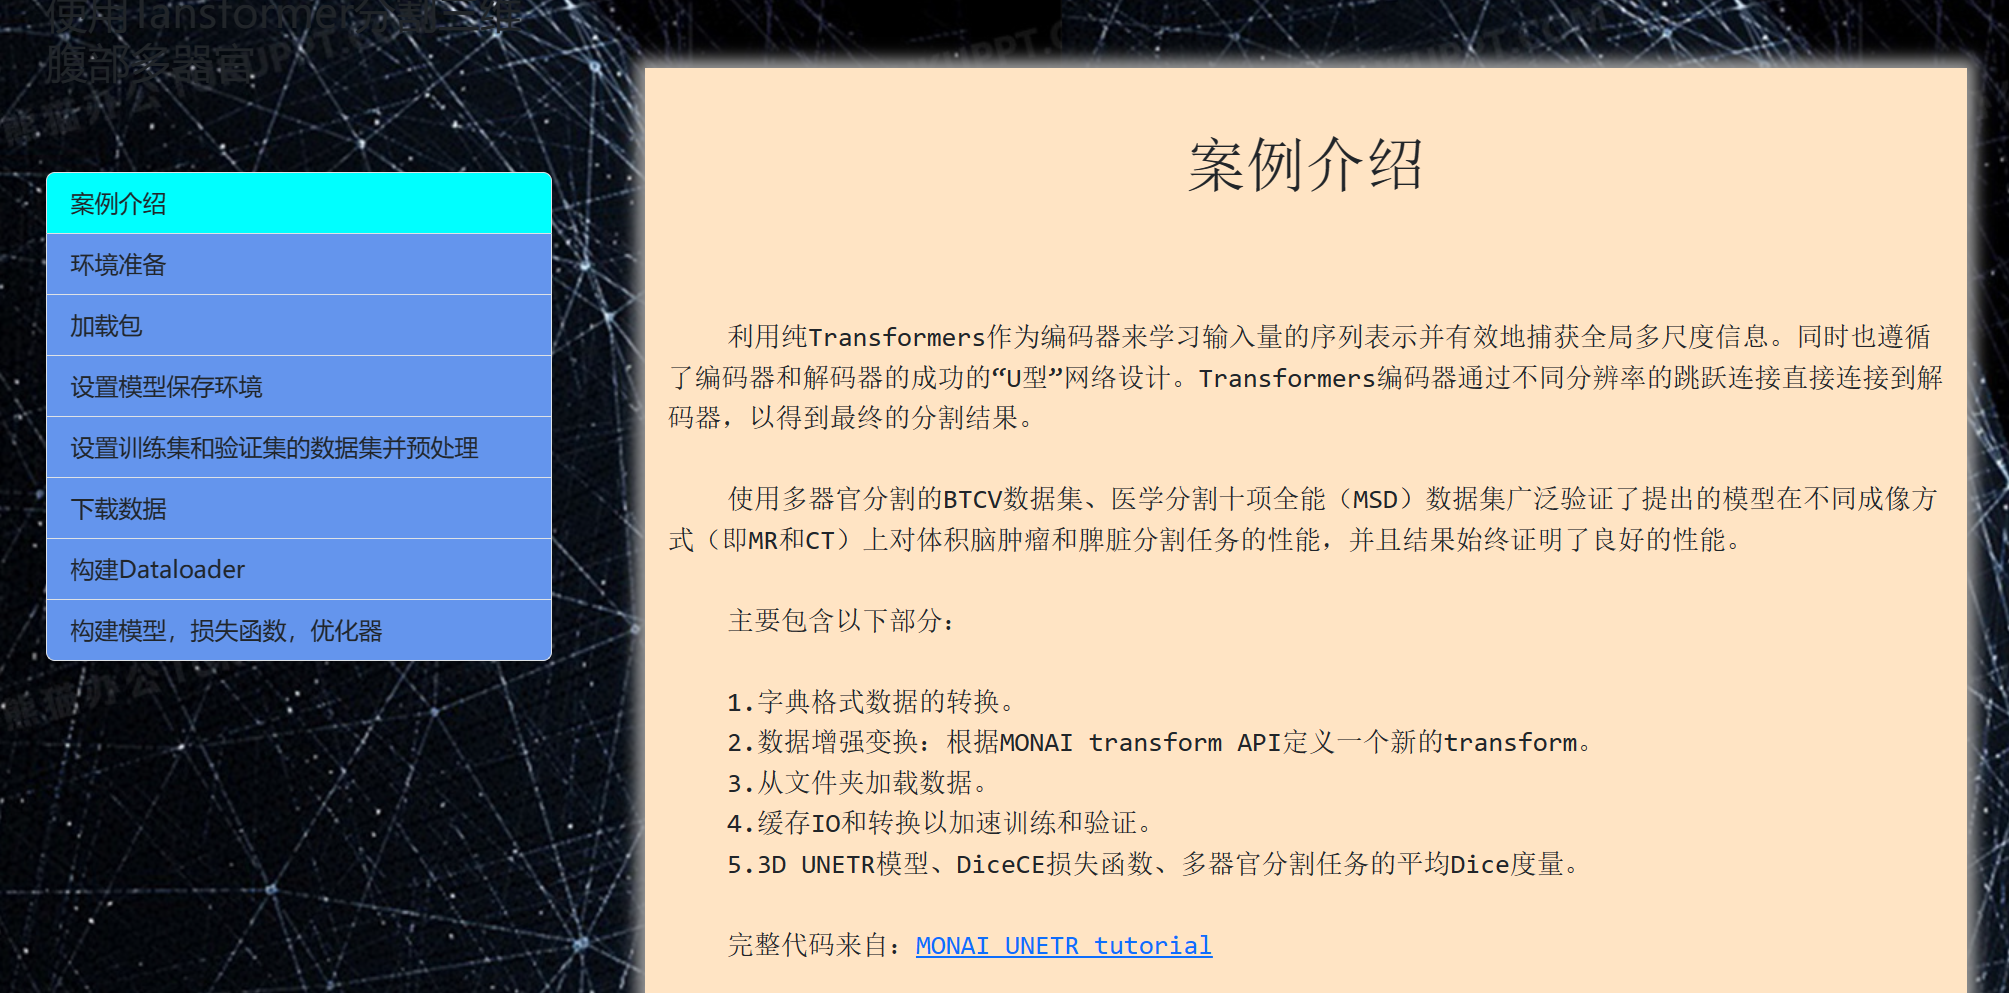 使用Tansformer分割三维
腹部多器官
案例介绍
环境准备
加载包
设置模型保存环境
设置训练集和验证集的数据集并预处理
下载数据
构建Dataloader
构建模型，损失函数，优化器
案例介绍
利用纯Transformers作为编码器来学习输入量的序列表示并有效地捕获全局多尺度信息。同时也遵循
了编码器和解码器的成功的“U型”网络设计。Transformers编码器通过不同分辨率的跳跃连接直接连接到解
码器，以得到最终的分割结果。
使用多器官分割的BTCV数据集、医学分割十项全能（MSD）数据集广泛验证了提出的模型在不同成像方
式（即MR和CT）上对体积脑肿瘤和脾脏分割任务的性能，并且结果始终证明了良好的性能。
主要包含以下部分：
1.字典格式数据的转换。
2.数据增强变换：根据MONAI transform API定义一个新的transform。
3.从文件夹加载数据。
4.缓存IO和转换以加速训练和验证。
5.3D UNETR模型、DiceCE损失函数、多器官分割任务的平均Dice度量。
完整代码来自：MONAI UNETR tutorial